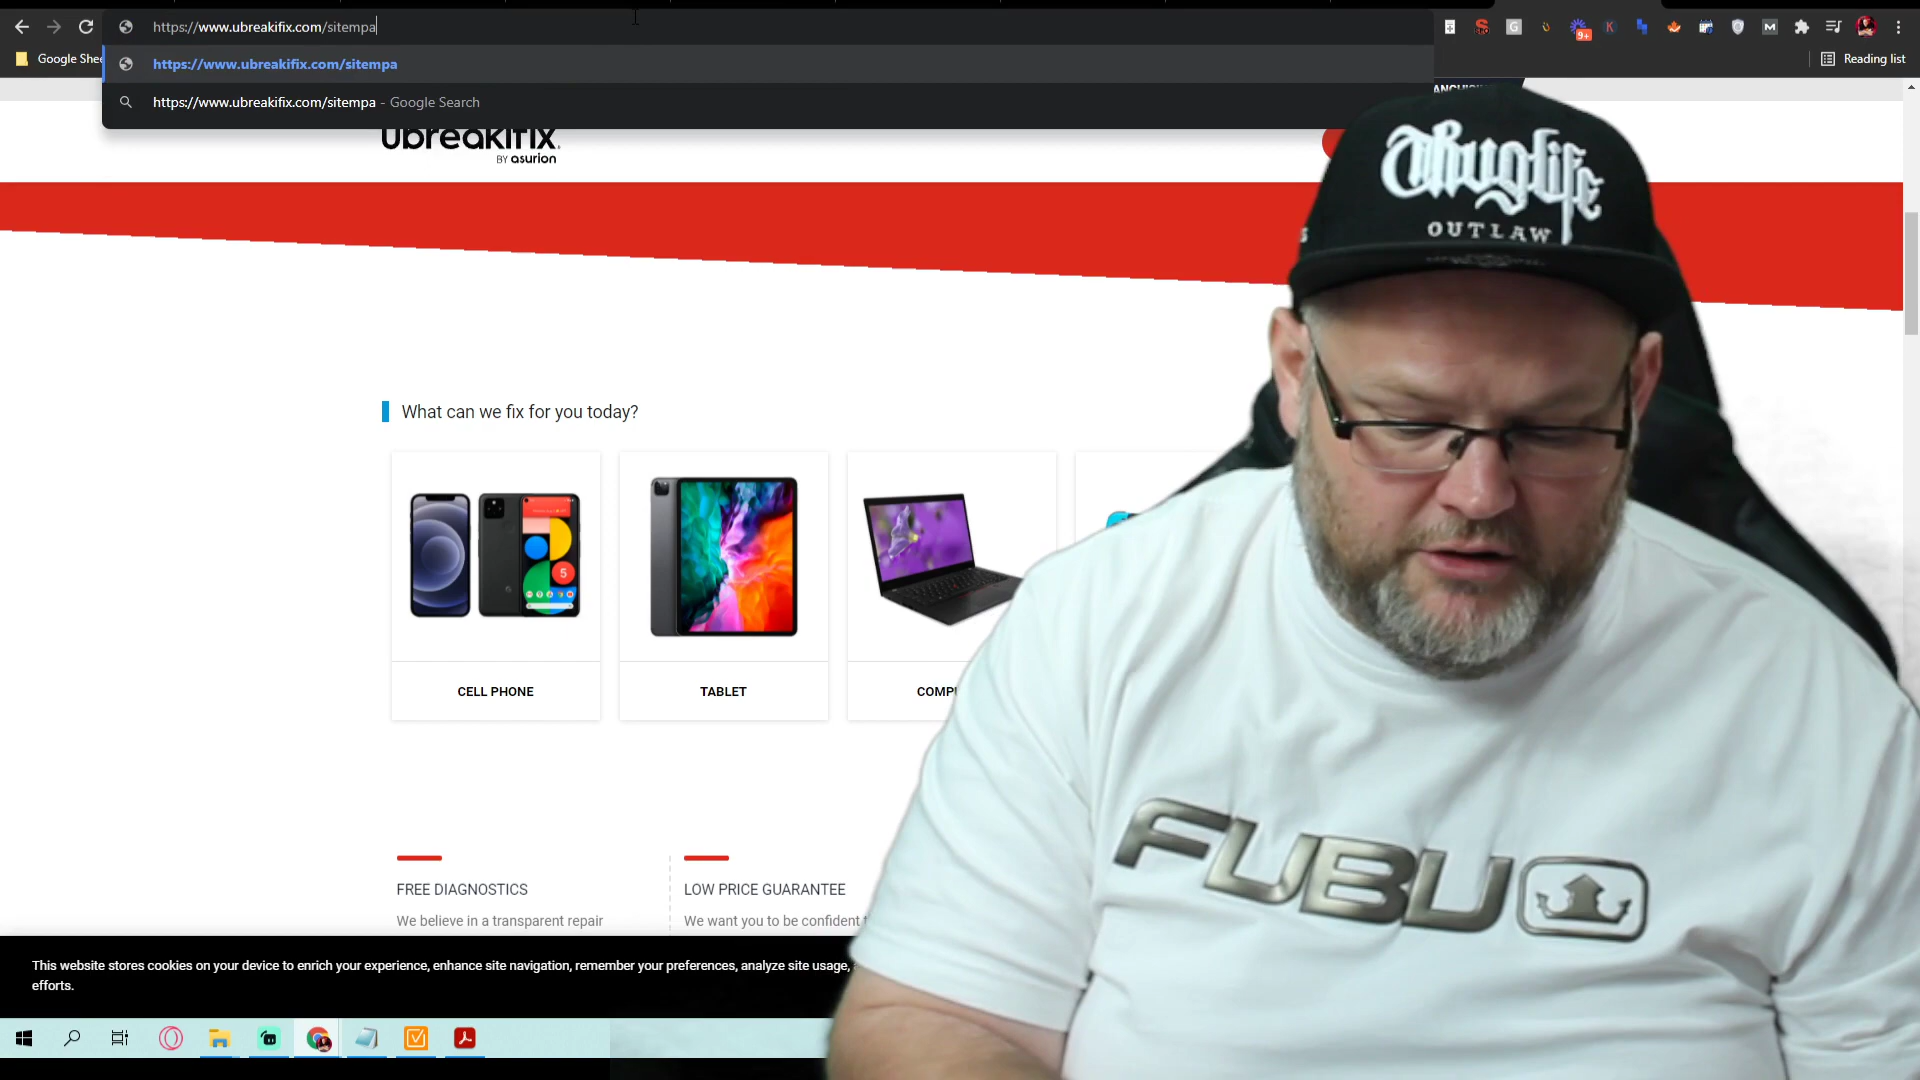 https://www.ubreakifix.com/sitempa
9+
M
Reading list
https://www.ubreakifix.com/sitempa
https://www.ubreakifix.com/sitempa - Google Search
ubreakifix
BY asurion
Thuglife
OUTLAW
What can we fix for you today?
5
CELL PHONE
TABLET
FREE DIAGNOSTICS
LOW PRICE GUARANTEE
We believe in a transparent repair
We want you to be confident
FUBU
This website stores cookies on your device to enrich your experience, enhance site navigation, remember your preferences, analyze site usage,
efforts.